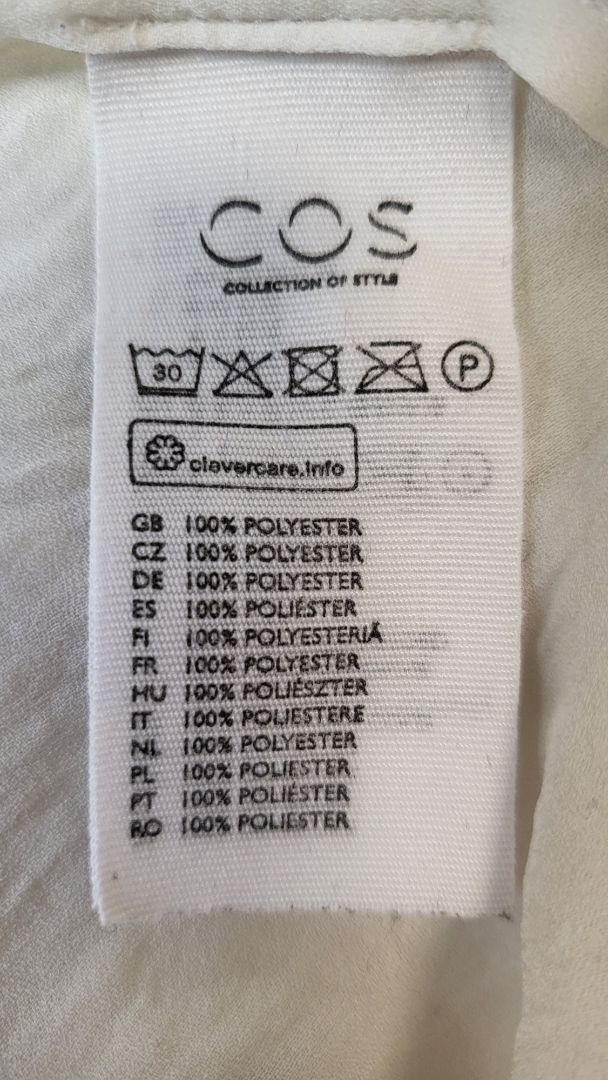 COS
COLLECTION OF STYLE
30
P
clevercare.info
GB 100% POLYESTER
CZ 100% POLYESTER
DE 100% POLYESTER
ES 100% POLIÉSTER
FI 100% POLYESTERIÄ
FR 100% POLYESTER
HU 100% POLIÉSZTER
IT 100% POLIESTERE
NL 100% POLYESTER
PL 100% POLIESTER
PT 100% POLIÉSTER
RO 100% POLIESTER